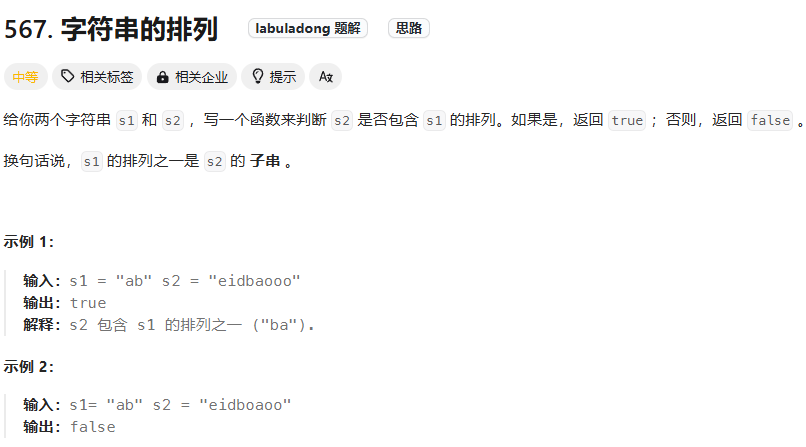 567. 字符串的排列 labuladong 题解 思路
中等 相关标签 相关企业 提示 A文
给你两个字符串 s1 和 s2 ，写一个函数来判断 s2 是否包含 s1 的排列。如果是，返回 true ；否则，返回 false 。
换句话说，s1 的排列之一是 s2 的 子串 。
示例 1：
输入：s1 = "ab" s2 = "eidbaooo"
输出：true
解释：s2 包含 s1 的排列之一 ("ba").
示例 2：
输入：s1= "ab" s2 = "eidboaoo"
输出：false